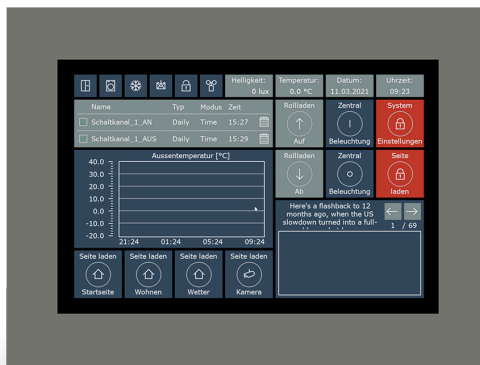 Helligkeit:
0 lux
Temperatur:
0.0 °C
Datum:
11.03.2021
Uhrzeit:
09:23
Name Typ Modus Zeit
Schaltkanal_1_AN Daily Time 15:27
Schaltkanal_1_AUS Daily Time 15:29
Rollladen
Auf
Zentral
Beleuchtung
System
Einstellungen
Aussentemperatur [°C]
40.0
30.0
20.0
10.0
0.0
-10.0
-20.0
21:24 01:24 05:24 09:24
Rollladen
Ab
Zentral
Beleuchtung
Seite
laden
Here's a flashback to 12
months ago, when the US
slowdown turned into a full-
1 / 69
Seite laden
Startseite
Seite laden
Wohnen
Seite laden
Wetter
Seite laden
Kamera